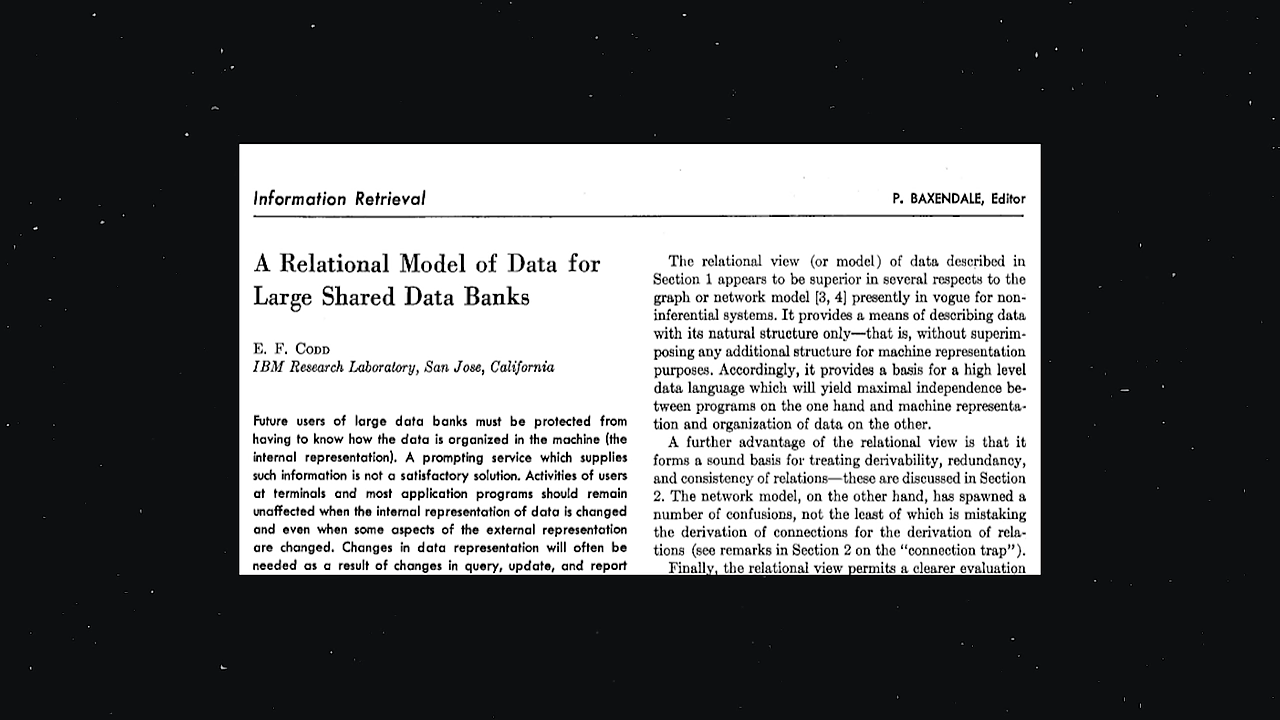 Information Retrieval
P. BAXENDALE, Editor
A Relational Model of Data for
Large Shared Data Banks
E. F. CODD
IBM Research Laboratory, San Jose, California
Future users of large data banks must be protected from
having to know how the data is organized in the machine (the
internal representation). A prompting service which supplies
such information is not a satisfactory solution. Activities of users
at terminals and most application programs should remain
unaffected when the internal representation of data is changed
and even when some aspects of the external representation
are changed. Changes in data representation will often be
needed as a result of changes in query, update, and report
The relational view (or model) of data described in
Section 1 appears to be superior in several respects to the
graph or network model [3, 4] presently in vogue for non-
inferential systems. It provides a means of describing data
with its natural structure only—that is, without superim-
posing any additional structure for machine representation
purposes. Accordingly, it provides a basis for a high level
data language which will yield maximal independence be-
tween programs on the one hand and machine representa-
tion and organization of data on the other.
A further advantage of the relational view is that it
forms a sound basis for treating derivability, redundancy,
and consistency of relations—these are discussed in Section
2. The network model, on the other hand, has spawned a
number of confusions, not the least of which is mistaking
the derivation of connections for the derivation of rela-
tions (see remarks in Section 2 on the “connection trap”).
Finally, the relational view permits a clearer evaluation